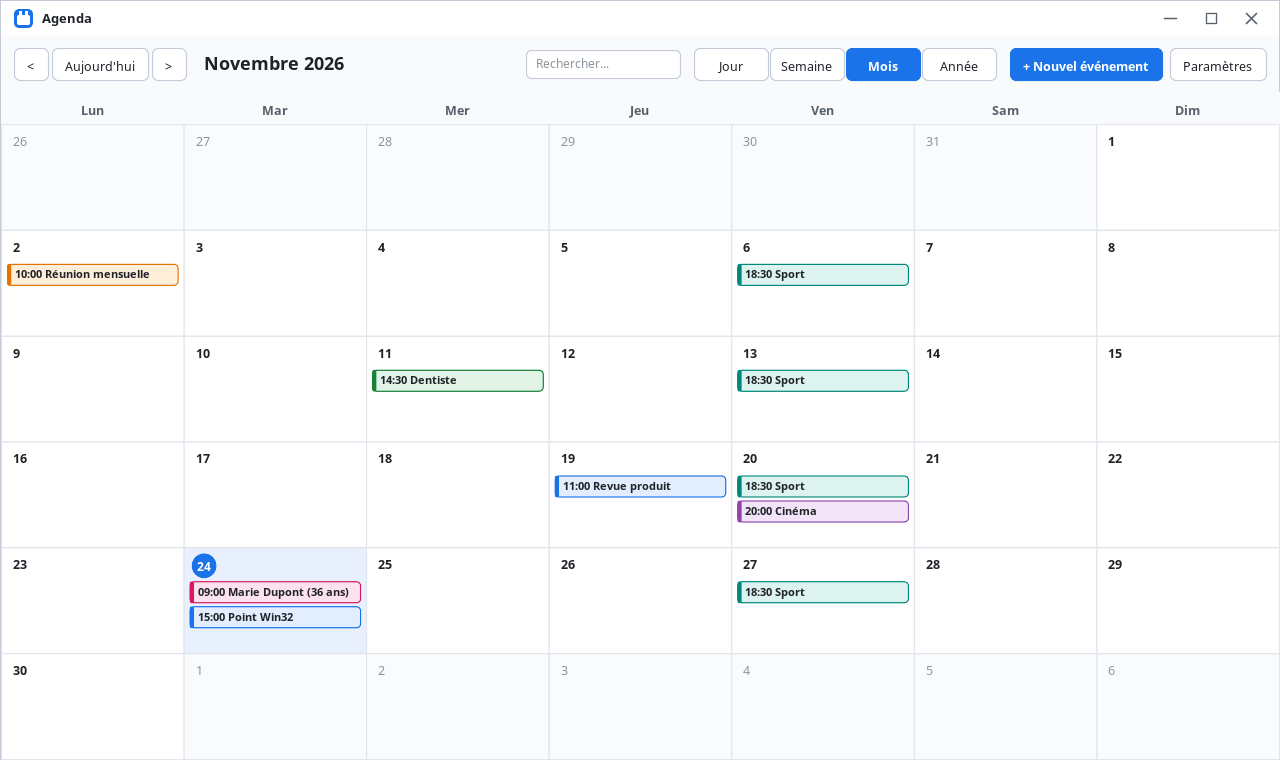 Agenda
< Aujourd'hui > Novembre 2026 Rechercher... Jour Semaine Mois Année + Nouvel événement Paramètres
Lun Mar Mer Jeu Ven Sam Dim
26 27 28 29 30 31 1
2 3 4 5 6 7 8
10:00 Réunion mensuelle 18:30 Sport
9 10 11 12 13 14 15
14:30 Dentiste 18:30 Sport
16 17 18 19 20 21 22
11:00 Revue produit 18:30 Sport
20:00 Cinéma
23 24 25 26 27 28 29
09:00 Marie Dupont (36 ans) 18:30 Sport
15:00 Point Win32
30 1 2 3 4 5 6